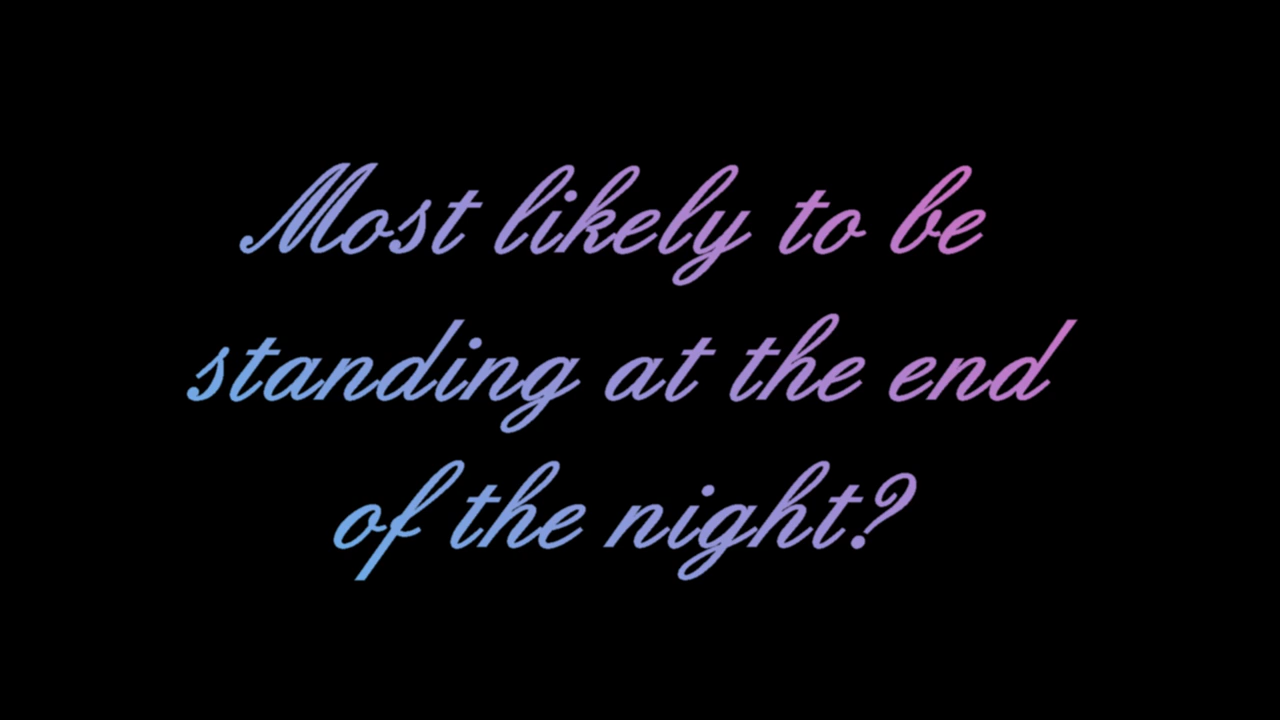 Most likely to be
standing at the end
of the night?